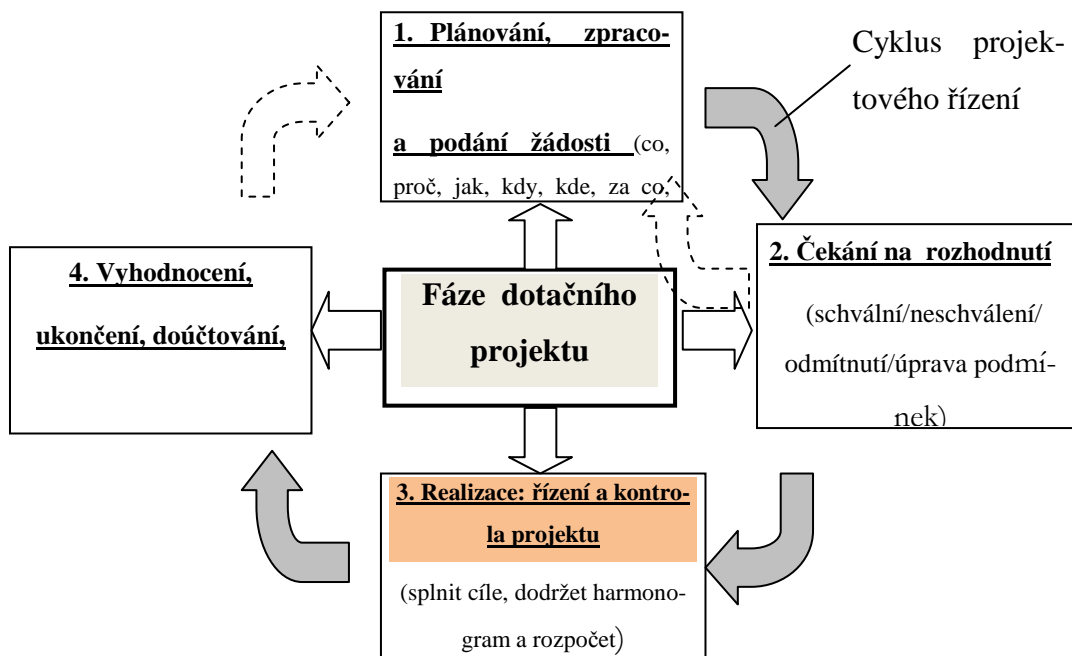 1. Plánování, zpraco-
vání
a podání žádosti (co,
proč, jak, kdy, kde, za co,
Cyklus projek-
tového řízení
2. Čekání na rozhodnutí
(schvální/neschválení/
odmítnutí/úprava podmí-
nek)
4. Vyhodnocení,
ukončení, doúčtování,
Fáze dotačního
projektu
3. Realizace: řízení a kontro-
la projektu
(splnit cíle, dodržet harmono-
gram a rozpočet)